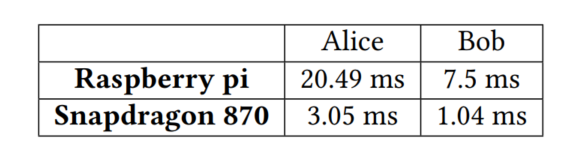 Alice Bob
Raspberry pi 20.49 ms 7.5 ms
Snapdragon 870 3.05 ms 1.04 ms